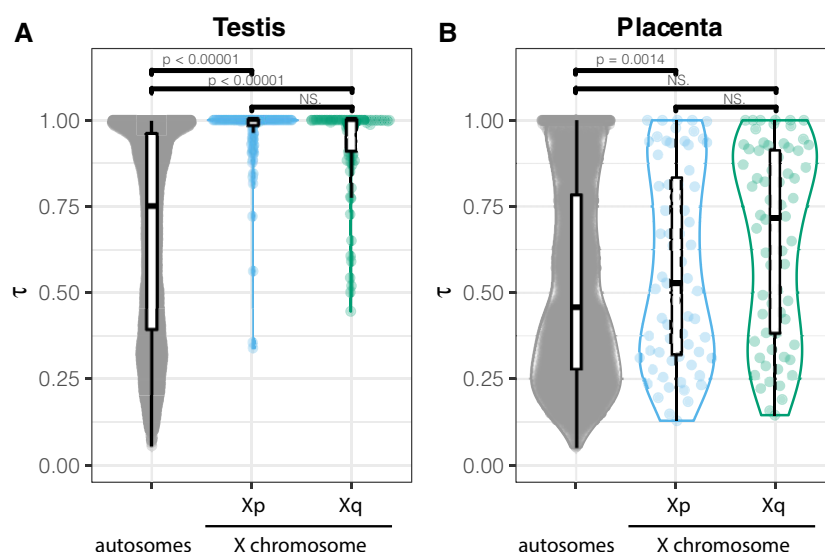 A
Testis
p < 0.00001
p < 0.00001
NS.
1.00
0.75
0.50
0.25
0.00
τ
Xp
Xq
autosomes
X chromosome
B
Placenta
p = 0.0014
NS.
NS.
1.00
0.75
0.50
0.25
0.00
τ
Xp
Xq
autosomes
X chromosome